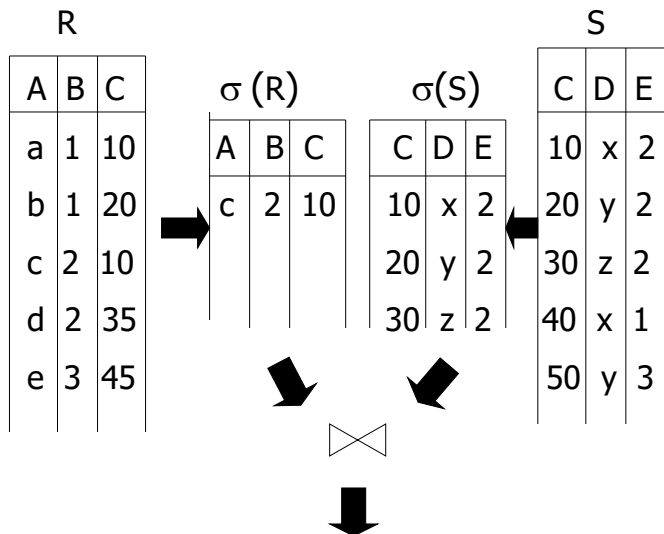 R
A B C
a 1 10
b 1 20
c 2 10
d 2 35
e 3 45
σ (R)
A B C
c 2 10
σ(S)
C D E
10 x 2
20 y 2
30 z 2
S
C D E
10 x 2
20 y 2
30 z 2
40 x 1
50 y 3
⋈